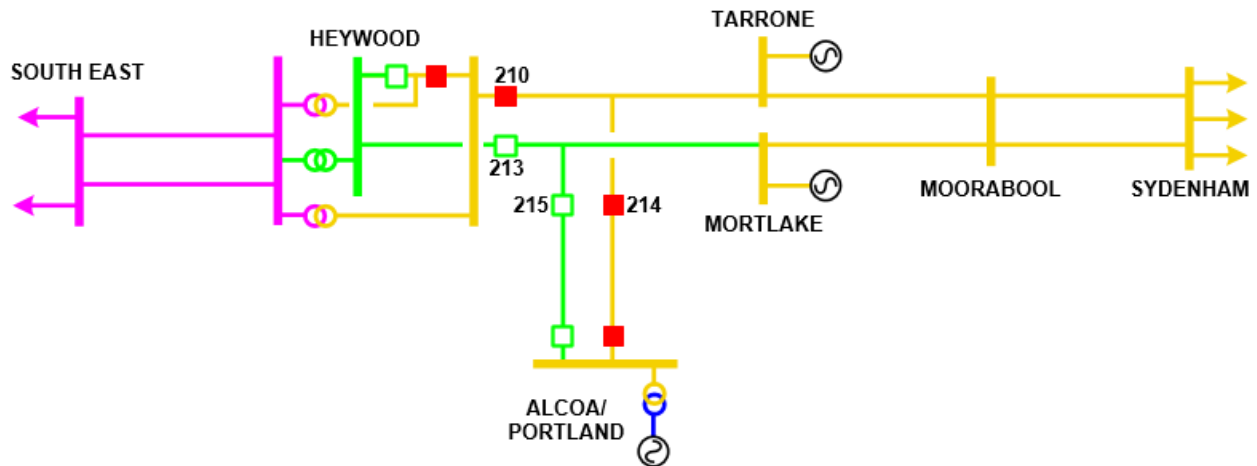 TARRONE
HEYWOOD
SOUTH EAST
210
213
215
214
MORTLAKE
MOORABOOL
SYDENHAM
ALCOA/
PORTLAND